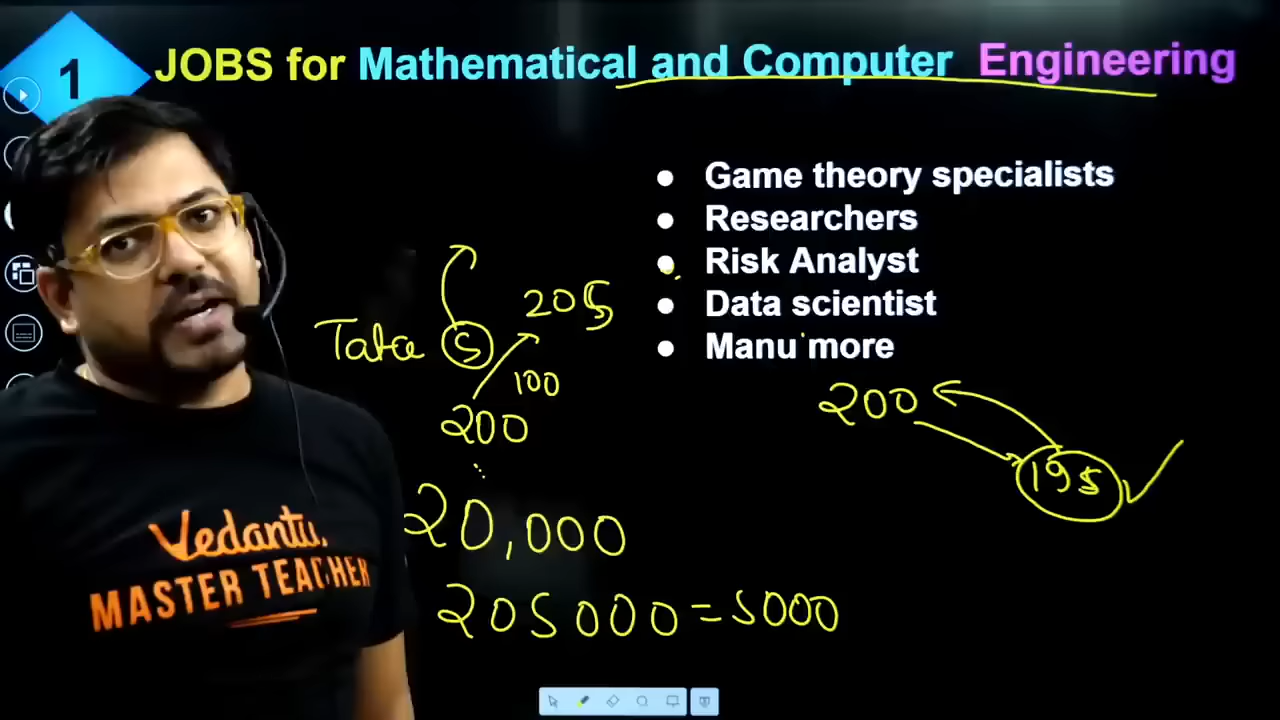 1
JOBS for Mathematical and Computer Engineering
Game theory specialists
Researchers
Risk Analyst
Data scientist
Manu more
Tata 5
205
100
200
200
195
20,000
205000=5000
Vedantu
MASTER TEACHER